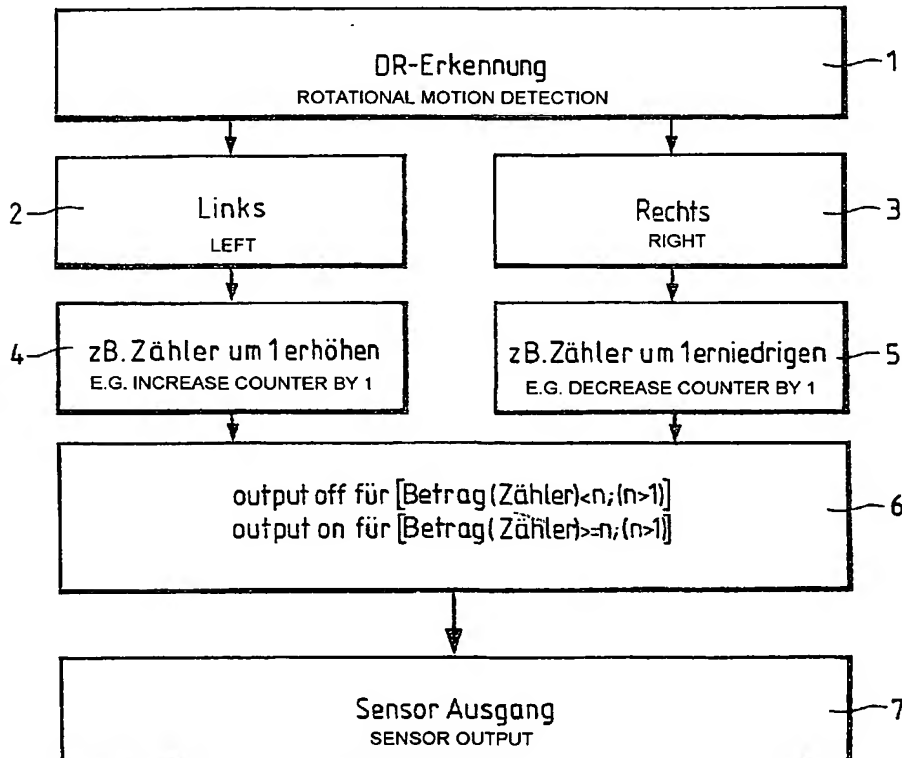 DR-Erkennung
ROTATIONAL MOTION DETECTION
1
2
Links
LEFT
Rechts
RIGHT
3
4
zB. Zähler um 1 erhöhen
E.G. INCREASE COUNTER BY 1
zB. Zähler um 1 erniedrigen
E.G. DECREASE COUNTER BY 1
5
output off für [Betrag(Zähler)<n;(n>1)]
output on für [Betrag(Zähler)>=n;(n>1)]
6
Sensor Ausgang
SENSOR OUTPUT
7